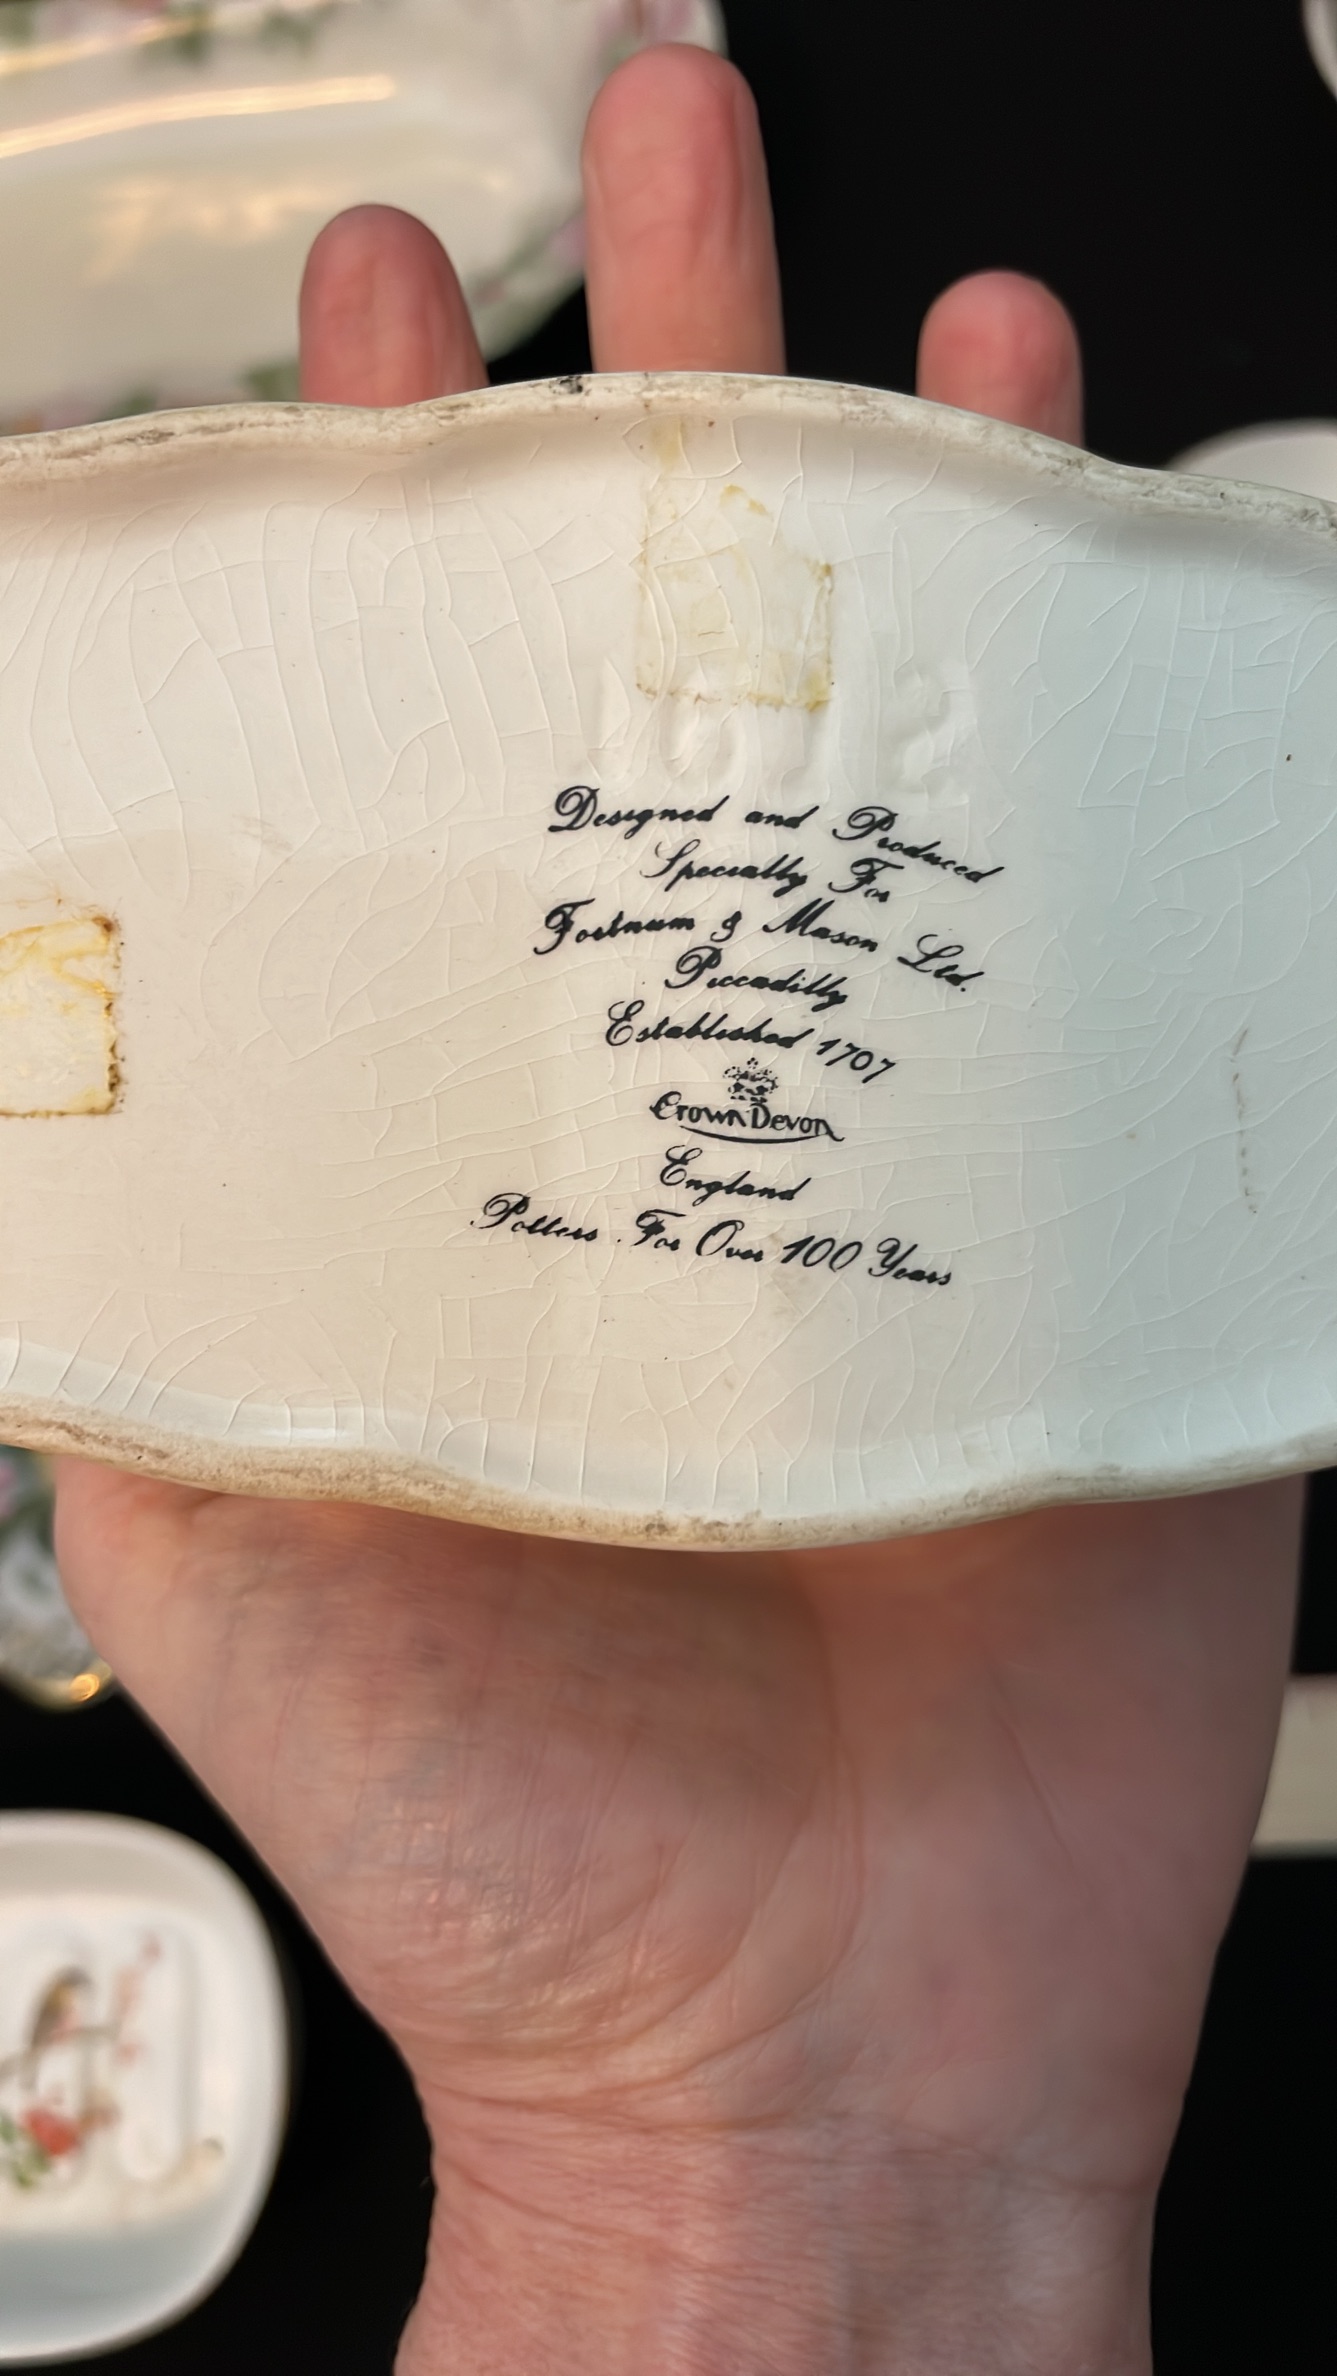 Designed and Produced
Specially For
Fortnum & Mason Ltd.
Piccadilly
Established 1707
Crown Devon
England
Potters For Over 100 Years